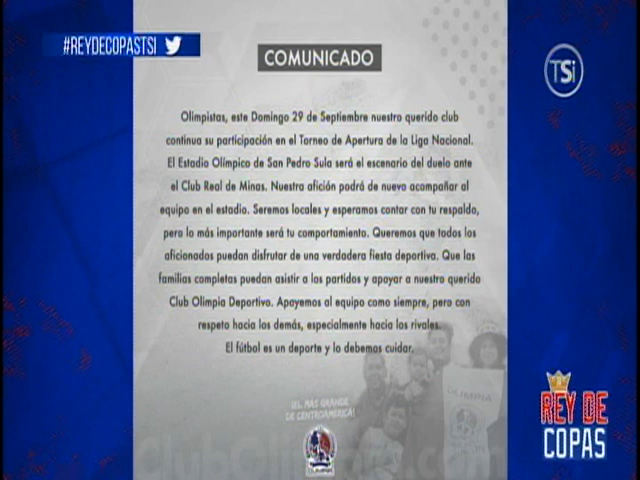 #REYDECOPASTSI
TSi
COMUNICADO
Olimpistas, este Domingo 29 de Septiembre nuestro querido club
continua su participación en el Torneo de Apertura de la Liga Nacional.
El Estadio Olímpico de San Pedro Sula será el escenario del duelo ante
el Club Real de Minas. Nuestra afición podrá de nuevo acompañar al
equipo en el estadio. Seremos locales y esperamos contar con tu respaldo,
pero lo más importante será tu comportamiento. Queremos que todos los
aficionados puedan disfrutar de una verdadera fiesta deportiva. Que las
familias completas puedan asistir a los partidos y apoyar a nuestro querido
Club Olimpia Deportivo. Apoyemos al equipo como siempre, pero con
respeto hacia los demás, especialmente hacia los rivales.
El fútbol es un deporte y lo debemos cuidar.
¡EL MÁS GRANDE
DE CENTROAMÉRICA!
OLIMPIA
OLIMPIA
REY DE
COPAS